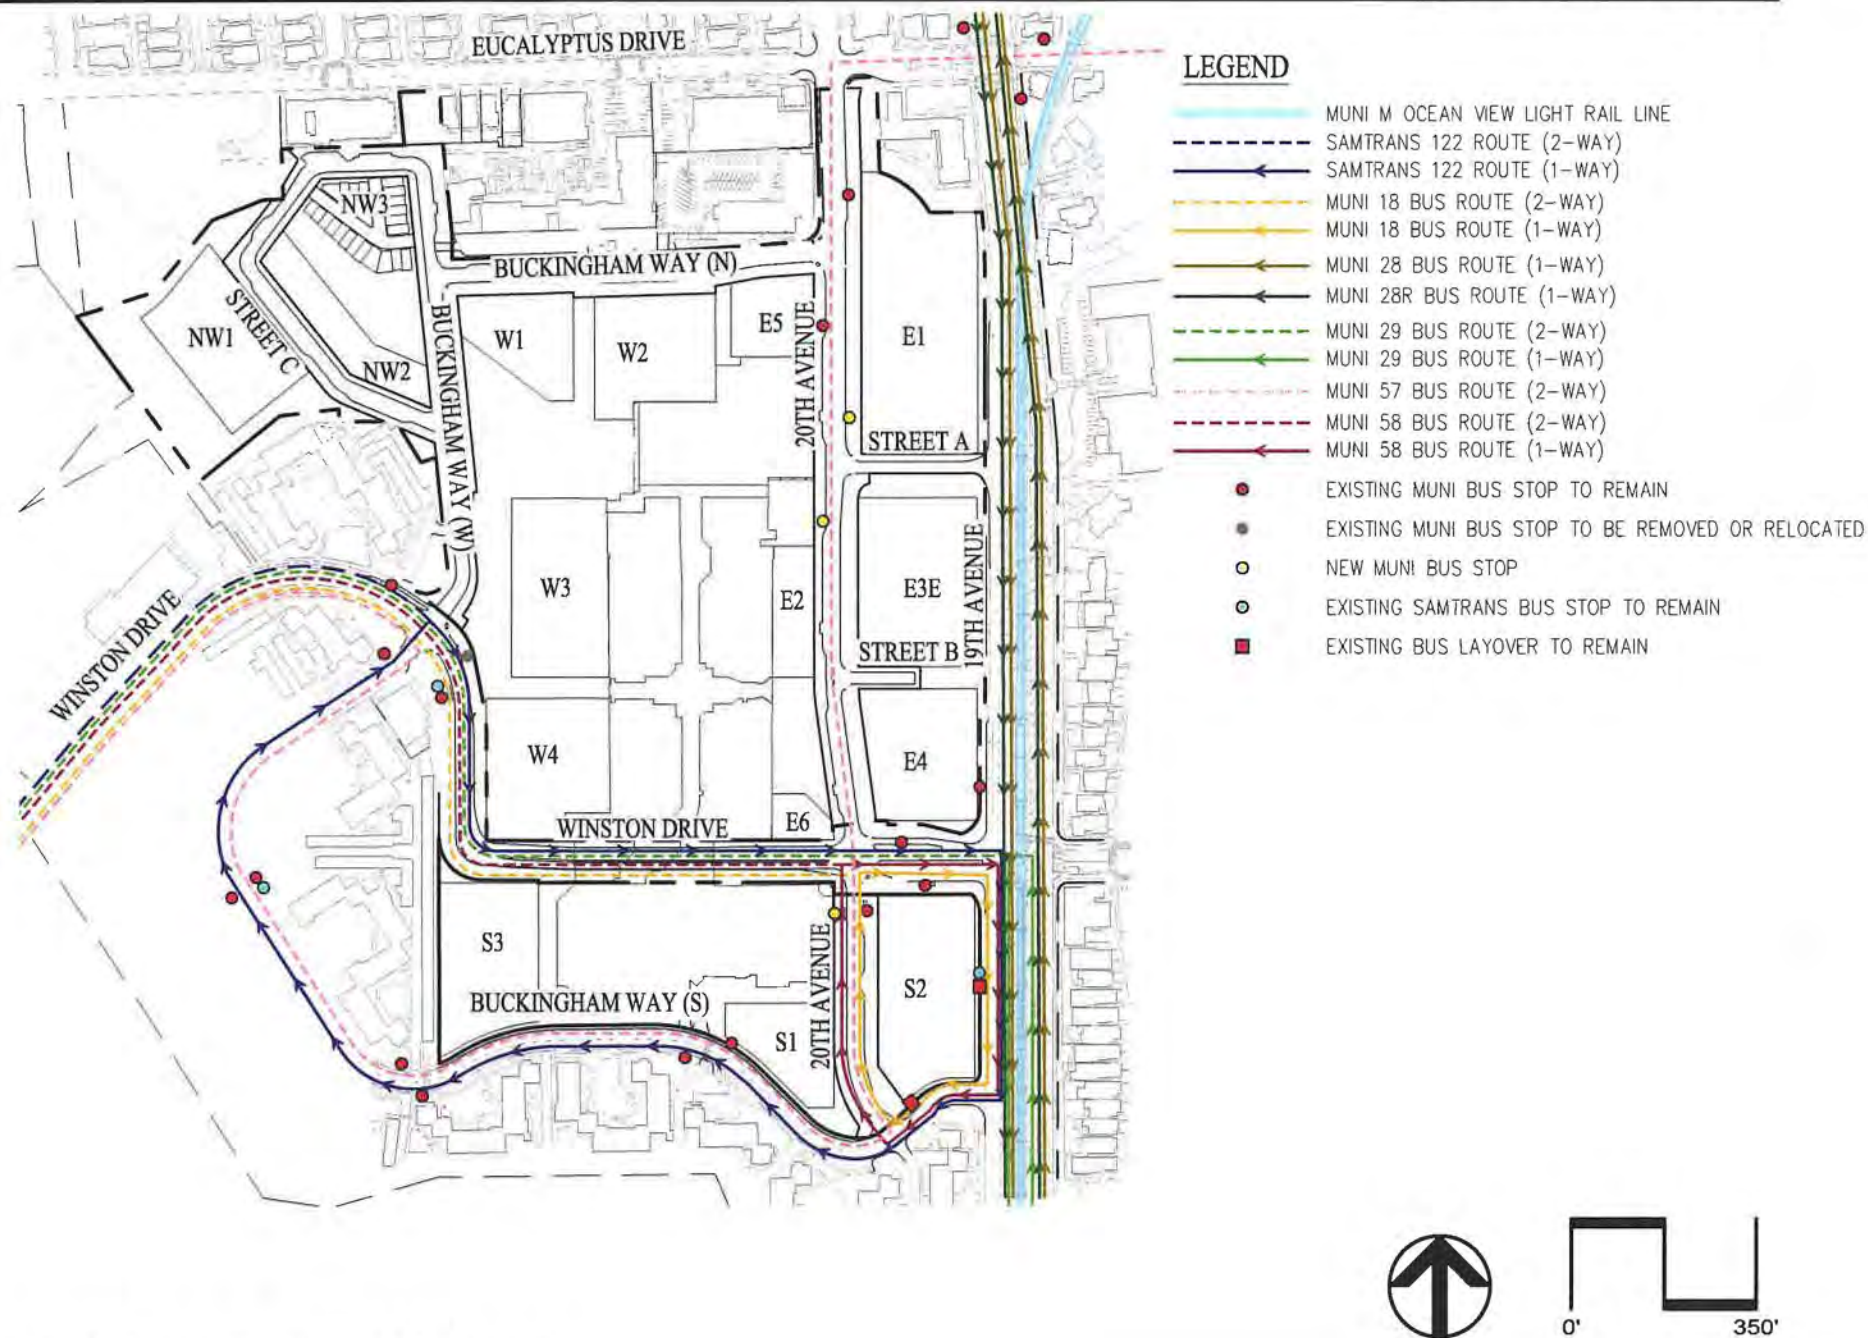 EUCALYPTUS DRIVE
LEGEND
MUNI M OCEAN VIEW LIGHT RAIL LINE
SAMTRANS 122 ROUTE (2-WAY)
SAMTRANS 122 ROUTE (1-WAY)
MUNI 18 BUS ROUTE (2-WAY)
MUNI 18 BUS ROUTE (1-WAY)
MUNI 28 BUS ROUTE (1-WAY)
MUNI 28R BUS ROUTE (1-WAY)
MUNI 29 BUS ROUTE (2-WAY)
MUNI 29 BUS ROUTE (1-WAY)
MUNI 57 BUS ROUTE (2-WAY)
MUNI 58 BUS ROUTE (2-WAY)
MUNI 58 BUS ROUTE (1-WAY)
EXISTING MUNI BUS STOP TO REMAIN
EXISTING MUNI BUS STOP TO BE REMOVED OR RELOCATED
NEW MUNI BUS STOP
EXISTING SAMTRANS BUS STOP TO REMAIN
EXISTING BUS LAYOVER TO REMAIN
NW3
BUCKINGHAM WAY (N)
NW1
STREET C
NW2
BUCKINGHAM WAY (W)
W1
W2
E5
20TH AVENUE
E1
STREET A
W3
E2
E3E
19TH AVENUE
STREET B
WINSTON DRIVE
W4
E4
E6
WINSTON DRIVE
S3
20TH AVENUE
S2
BUCKINGHAM WAY (S)
S1
0'
350'